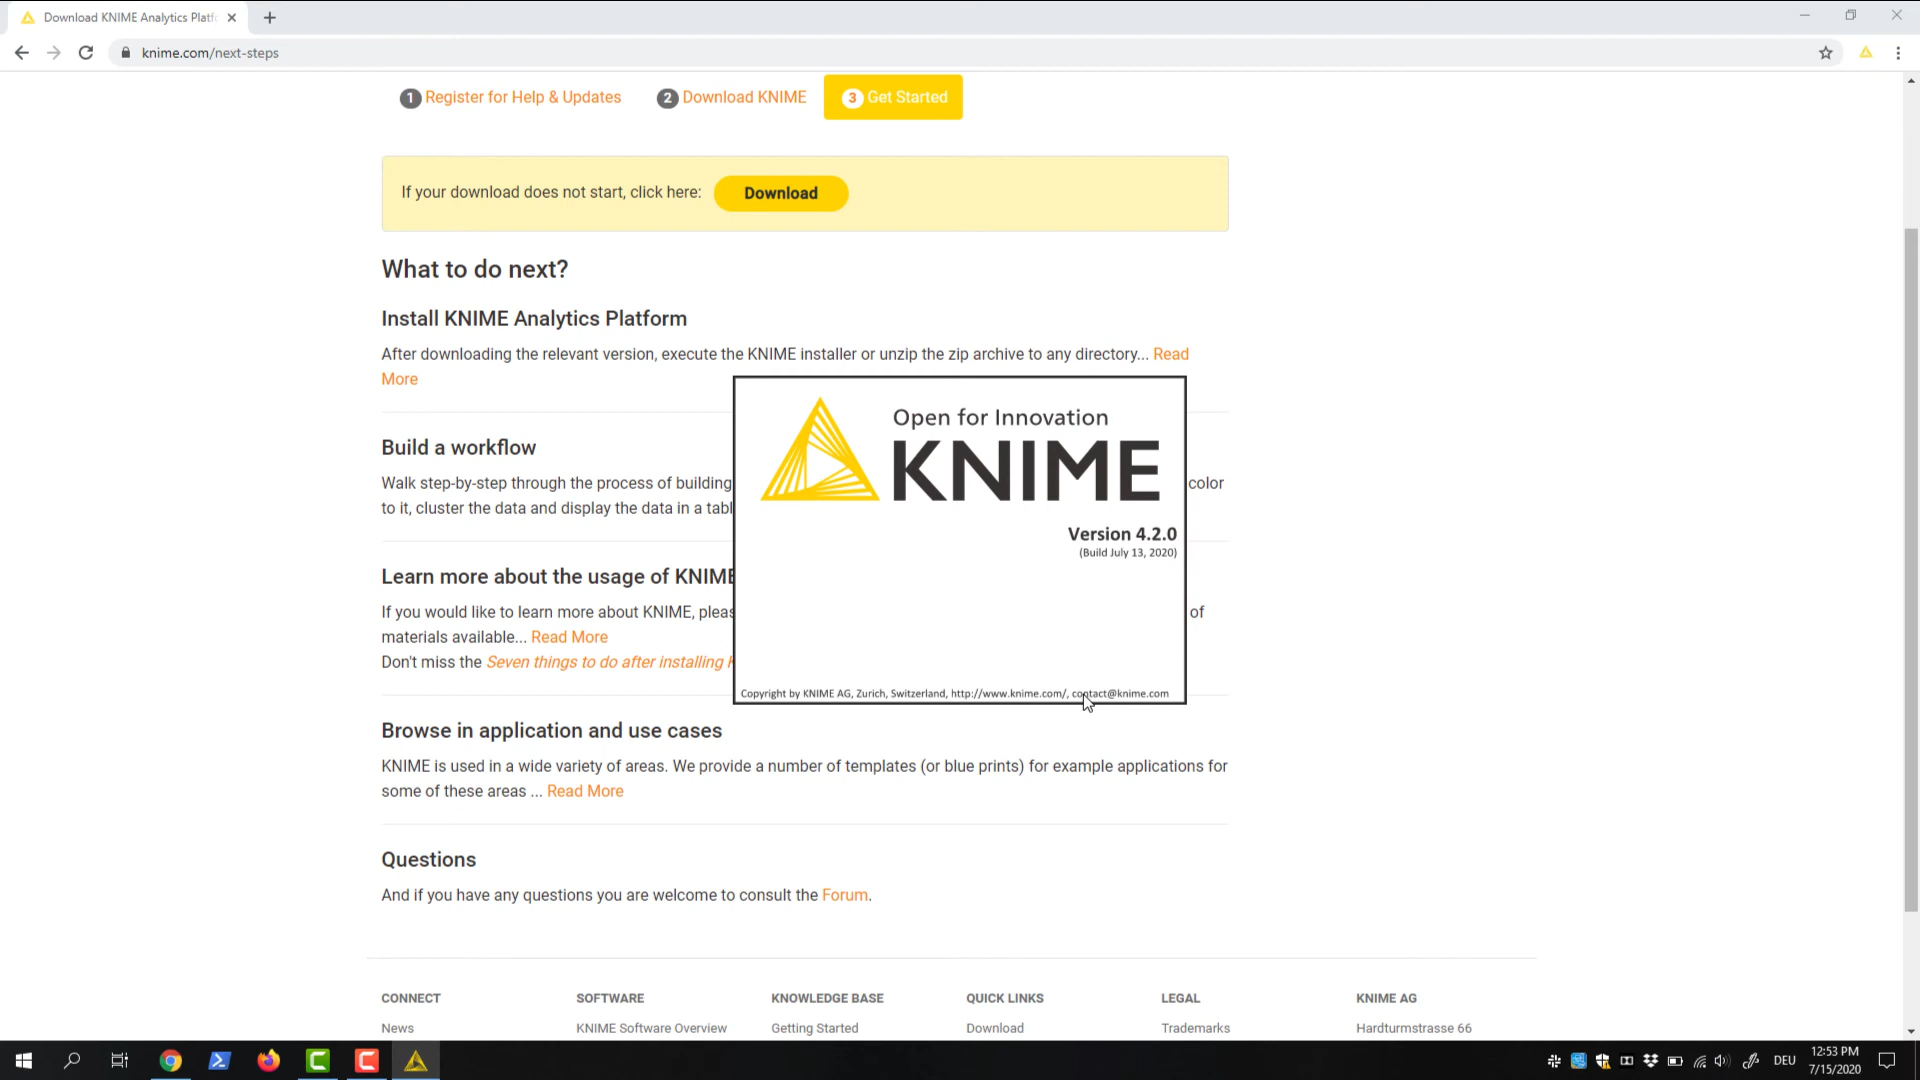 Download KNIME Analytics Platf
knime.com/next-steps
1 Register for Help & Updates 2 Download KNIME 3 Get Started
If your download does not start, click here: Download
What to do next?
Install KNIME Analytics Platform
After downloading the relevant version, execute the KNIME installer or unzip the zip archive to any directory... Read
More
Build a workflow
Walk step-by-step through the process of building color
to it, cluster the data and display the data in a tabl
Learn more about the usage of KNIME
If you would like to learn more about KNIME, pleas of
materials available... Read More
Don't miss the Seven things to do after installing K
Open for Innovation
KNIME
Version 4.2.0
(Build July 13, 2020)
Copyright by KNIME AG, Zurich, Switzerland, http://www.knime.com/, contact@knime.com
Browse in application and use cases
KNIME is used in a wide variety of areas. We provide a number of templates (or blue prints) for example applications for
some of these areas ... Read More
Questions
And if you have any questions you are welcome to consult the Forum.
CONNECT SOFTWARE KNOWLEDGE BASE QUICK LINKS LEGAL KNIME AG
News KNIME Software Overview Getting Started Download Trademarks Hardturmstrasse 66
DEU 12:53 PM
7/15/2020